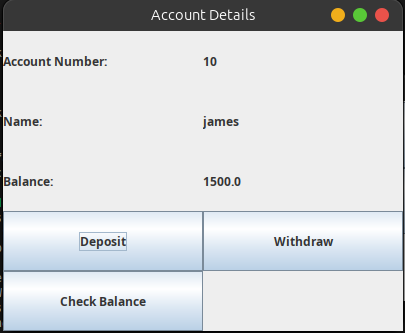 Account Details
Account Number: 10
Name: james
Balance: 1500.0
Deposit Withdraw
Check Balance